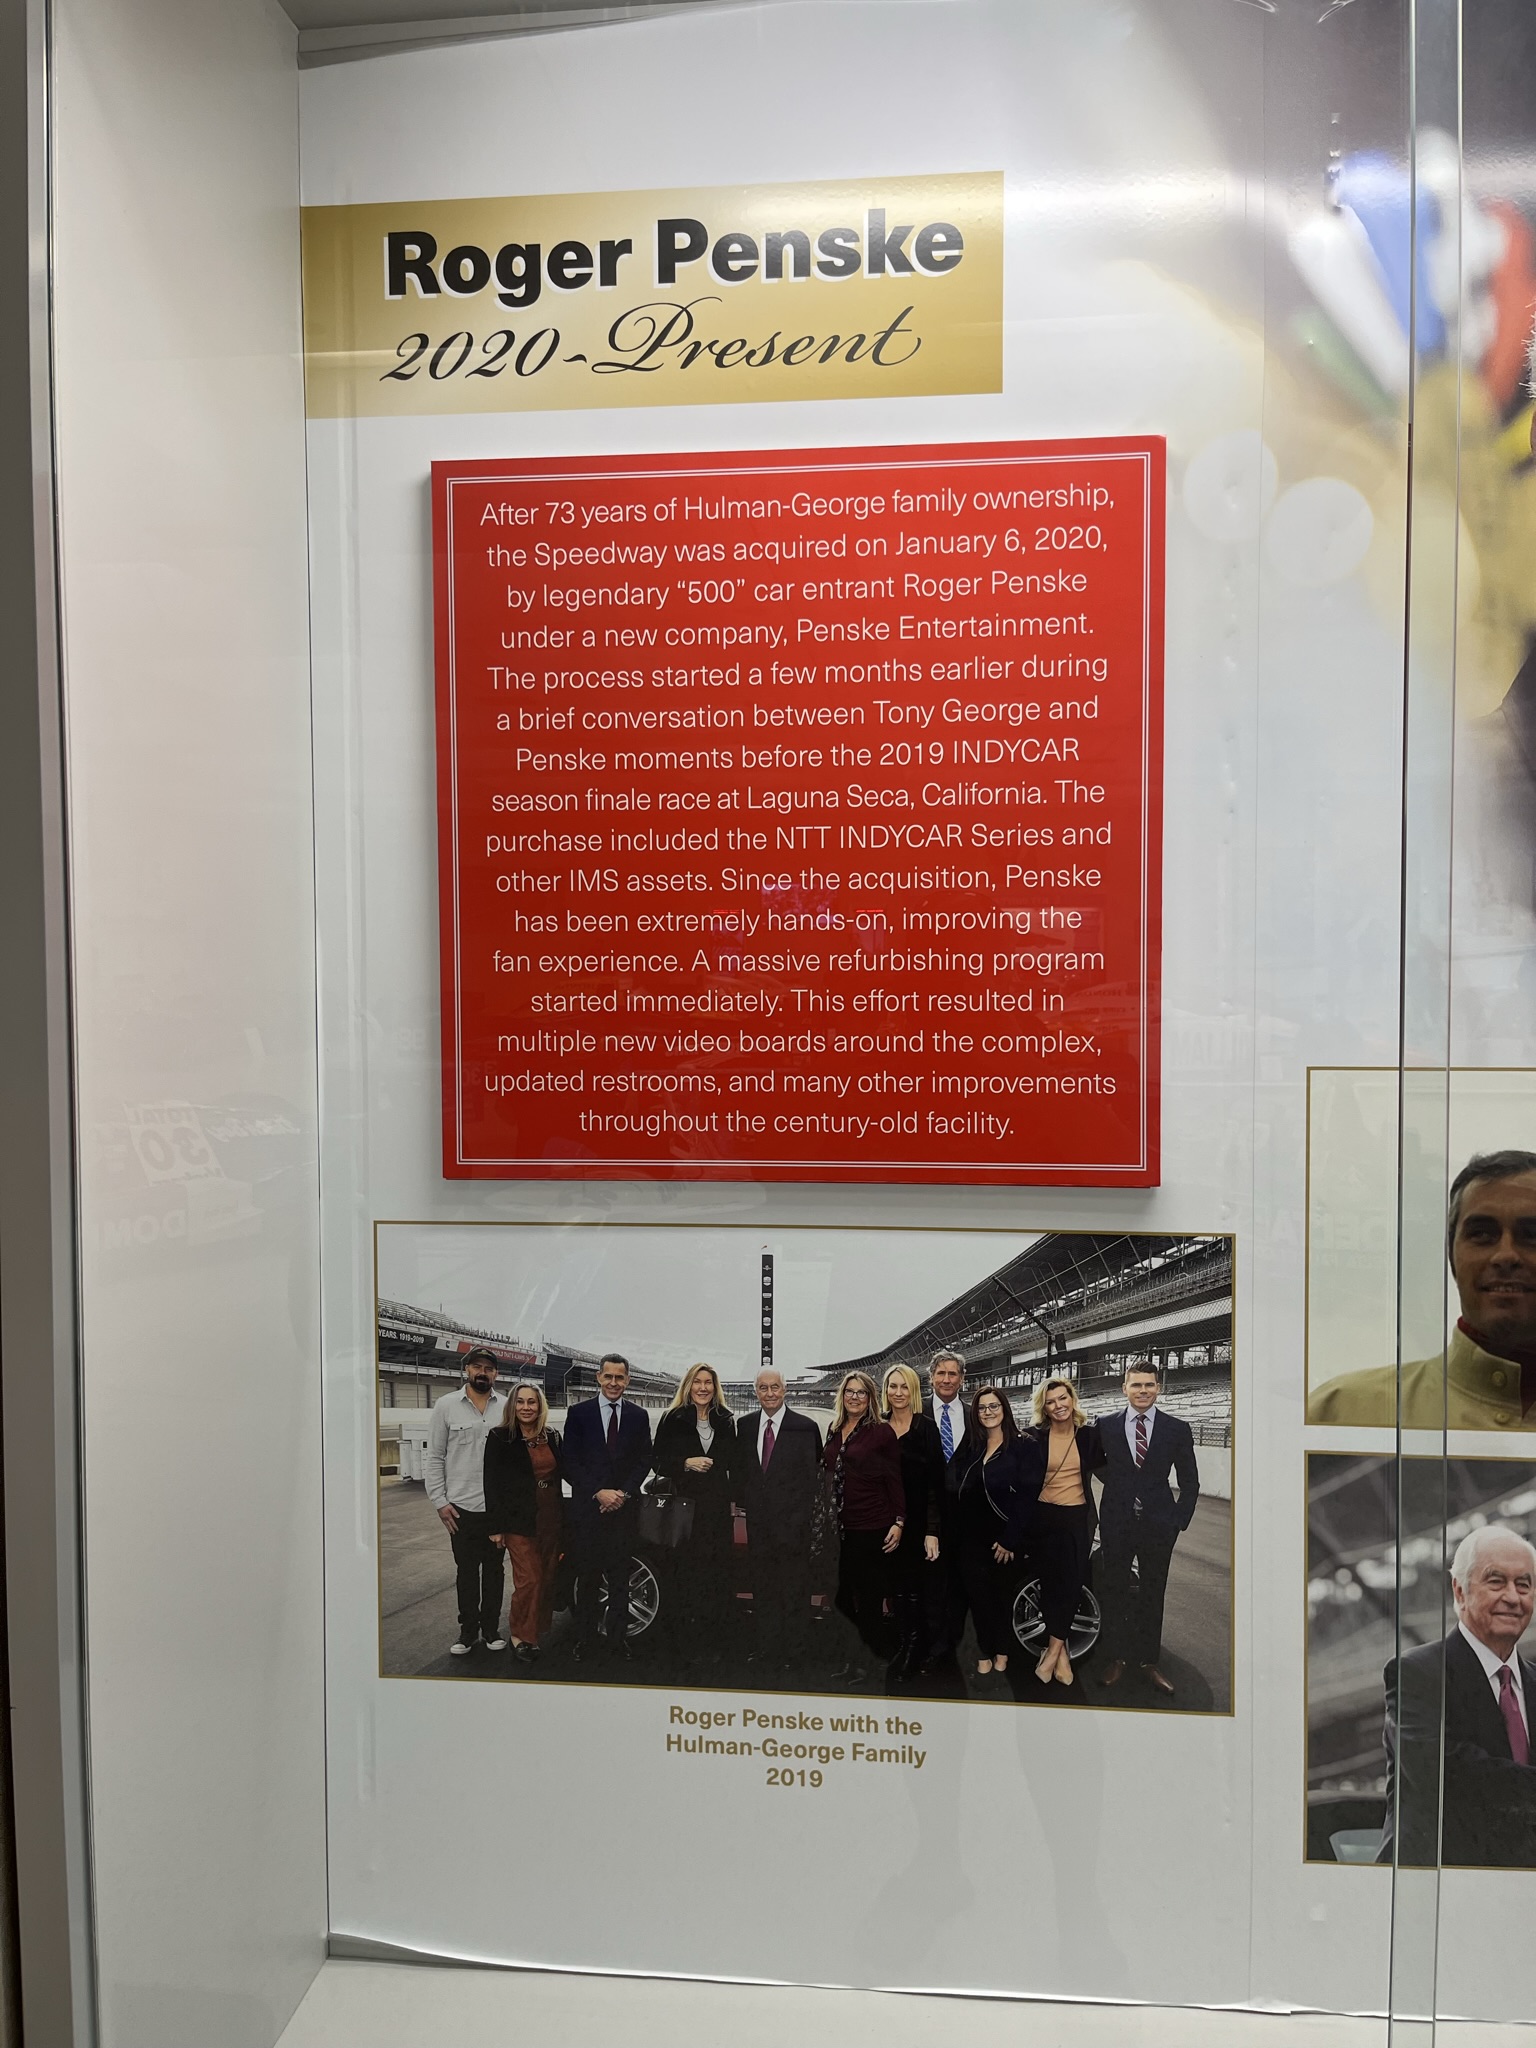 Roger Penske
2020-Present
After 73 years of Hulman-George family ownership,
the Speedway was acquired on January 6, 2020,
by legendary “500” car entrant Roger Penske
under a new company, Penske Entertainment.
The process started a few months earlier during
a brief conversation between Tony George and
Penske moments before the 2019 INDYCAR
season finale race at Laguna Seca, California. The
purchase included the NTT INDYCAR Series and
other IMS assets. Since the acquisition, Penske
has been extremely hands-on, improving the
fan experience. A massive refurbishing program
started immediately. This effort resulted in
multiple new video boards around the complex,
updated restrooms, and many other improvements
throughout the century-old facility.
YEARS. 1919-2019
Roger Penske with the
Hulman-George Family
2019